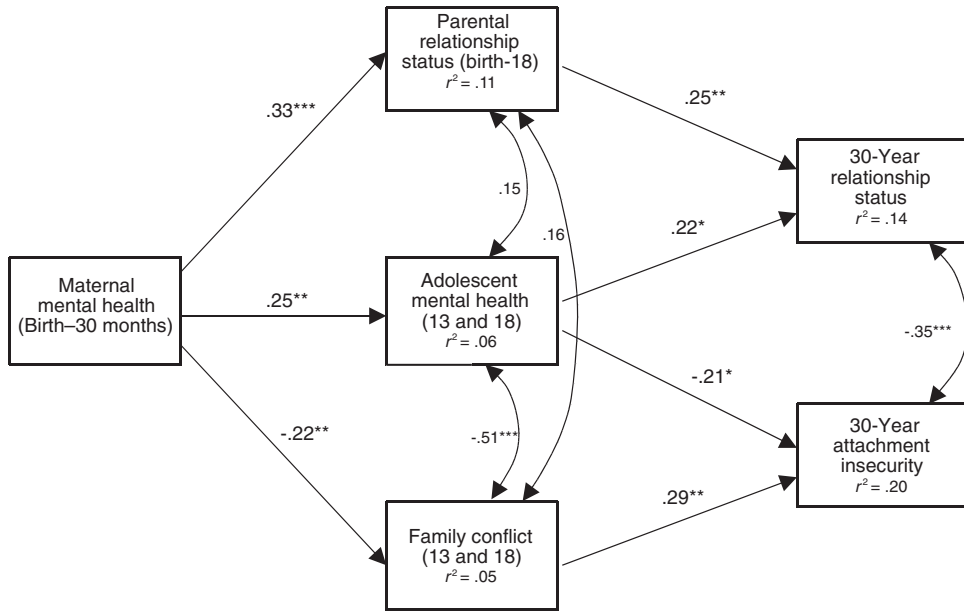 Parental
relationship
status (birth-18)
r² = .11
.33***
.25**
30-Year
relationship
status
r² = .14
.15
.16
.22*
Maternal
mental health
(Birth–30 months)
.25**
Adolescent
mental health
(13 and 18)
r² = .06
-.35***
-.21*
-.22**
-.51***
30-Year
attachment
insecurity
r² = .20
.29**
Family conflict
(13 and 18)
r² = .05